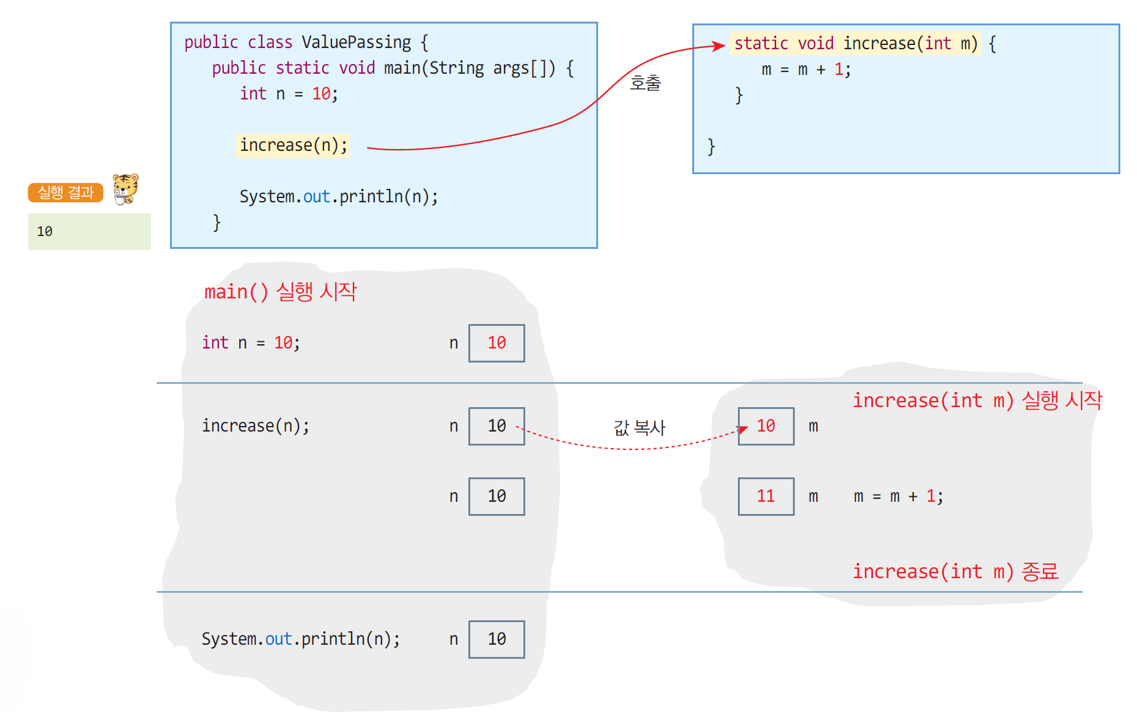 public class ValuePassing {
public static void main(String args[]) {
int n = 10;
increase(n);
System.out.println(n);
}
호출
static void increase(int m) {
m = m + 1;
}
}
실행 결과
10
main() 실행 시작
int n = 10; n 10
increase(int m) 실행 시작
increase(n); n 10 값 복사 10 m
n 10 11 m m = m + 1;
increase(int m) 종료
System.out.println(n); n 10